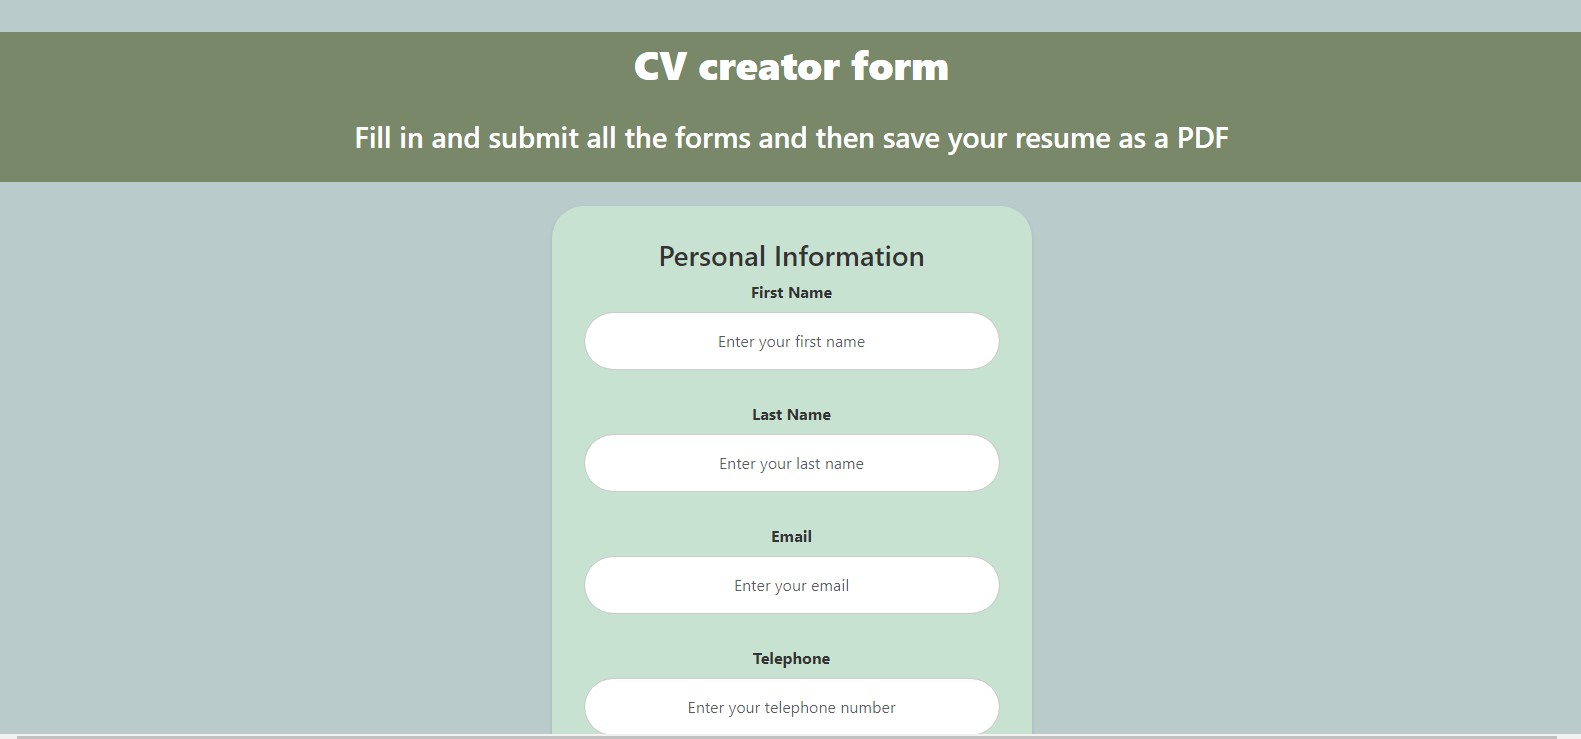 CV creator form
Fill in and submit all the forms and then save your resume as a PDF
Personal Information
First Name
Enter your first name
Last Name
Enter your last name
Email
Enter your email
Telephone
Enter your telephone number